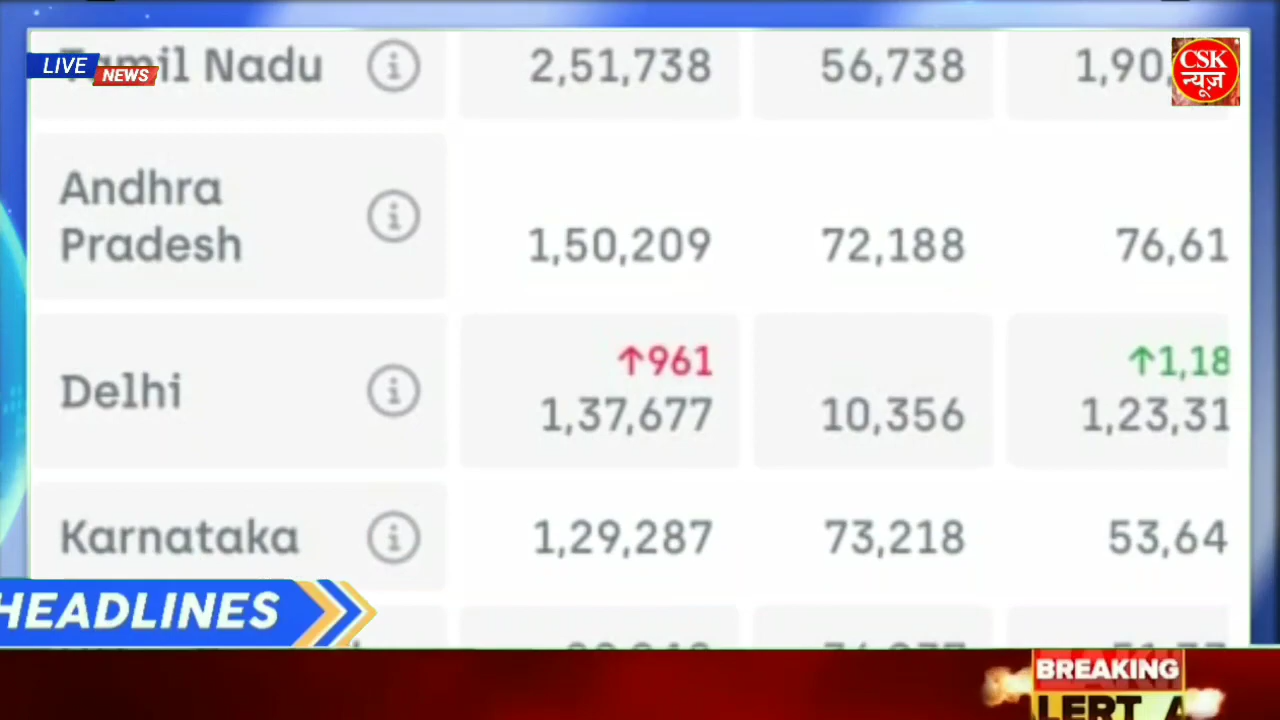 LIVE
NEWS
Tamil Nadu 2,51,738 56,738 1,90,
CSK
न्यूज़
Andhra
Pradesh 1,50,209 72,188 76,61
↑961 ↑1,18
Delhi 1,37,677 10,356 1,23,31
Karnataka 1,29,287 73,218 53,64
HEADLINES
BREAKING